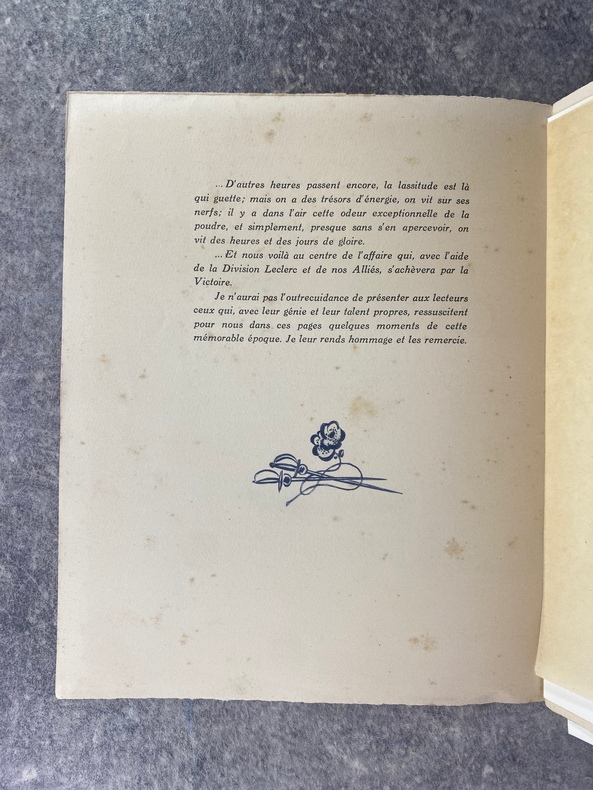 ... D'autres heures passent encore, la lassitude est là
qui guette; mais on a des trésors d'énergie, on vit sur ses
nerfs; il y a dans l'air cette odeur exceptionnelle de la
poudre, et simplement, presque sans s'en apercevoir, on
vit des heures et des jours de gloire.
... Et nous voilà au centre de l'affaire qui, avec l'aide
de la Division Leclerc et de nos Alliés, s'achèvera par la
Victoire.
Je n'aurai pas l'outrecuidance de présenter aux lecteurs
ceux qui, avec leur génie et leur talent propres, ressuscitent
pour nous dans ces pages quelques moments de cette
mémorable époque. Je leur rends hommage et les remercie.